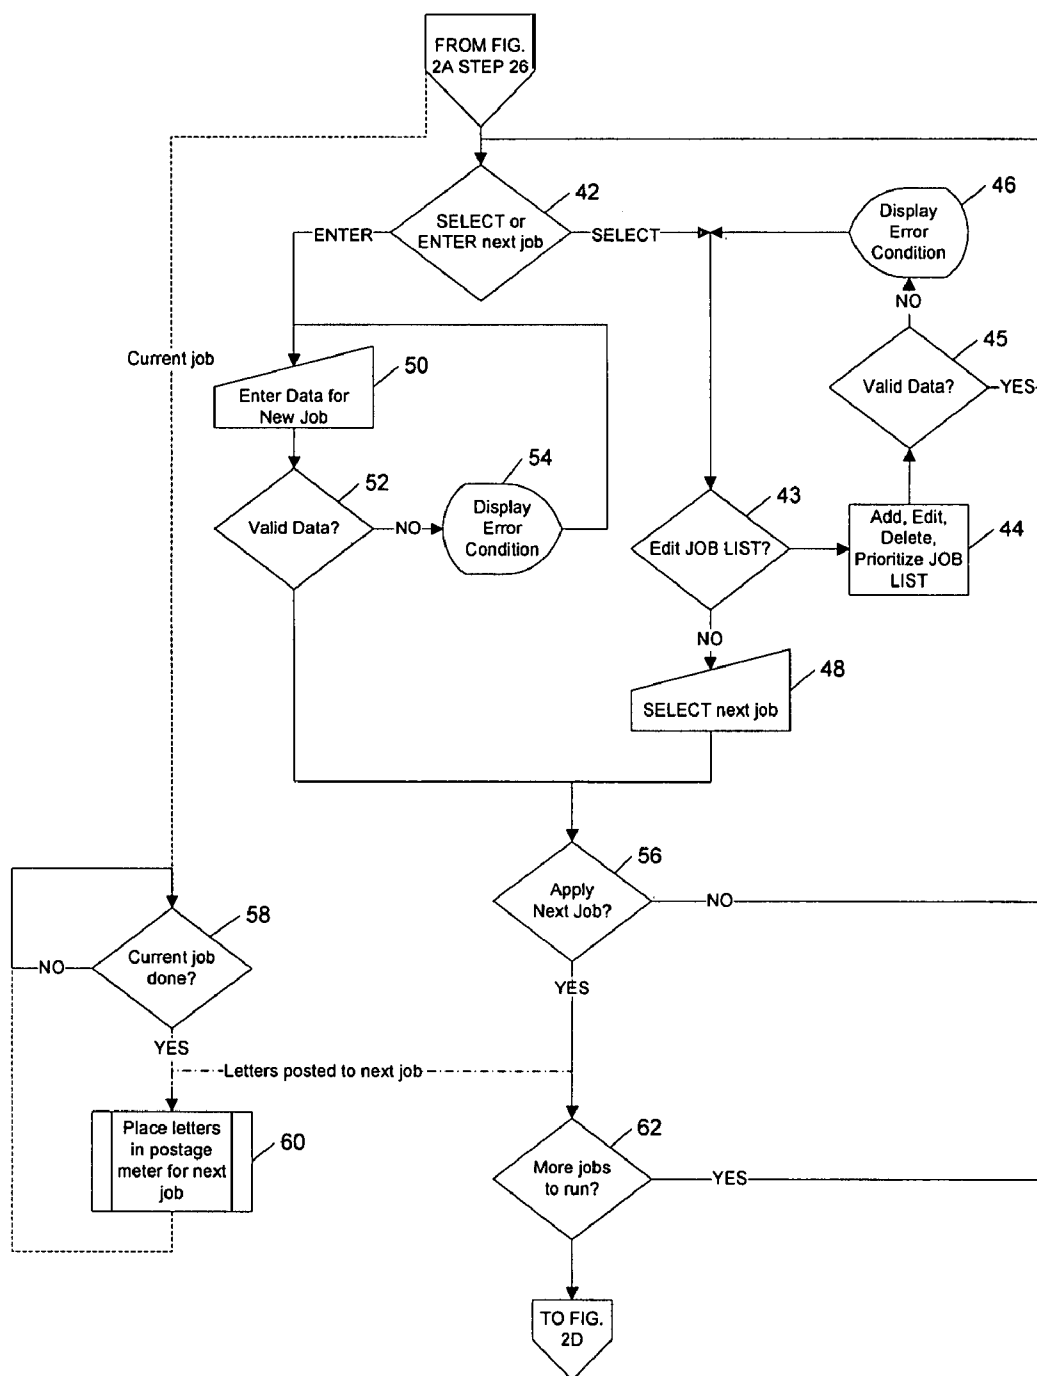 FROM FIG.
2A STEP 26
42
SELECT or
ENTER next job
ENTER
SELECT
46
Display
Error
Condition
NO
45
Valid Data?
YES
Current job
50
Enter Data for
New Job
52
Valid Data?
NO
54
Display
Error
Condition
43
Edit JOB LIST?
44
Add, Edit,
Delete,
Prioritize JOB
LIST
NO
48
SELECT next job
56
Apply
Next Job?
NO
YES
58
Current job
done?
NO
YES
Letters posted to next job
60
Place letters
in postage
meter for next
job
62
More jobs
to run?
YES
TO FIG.
2D